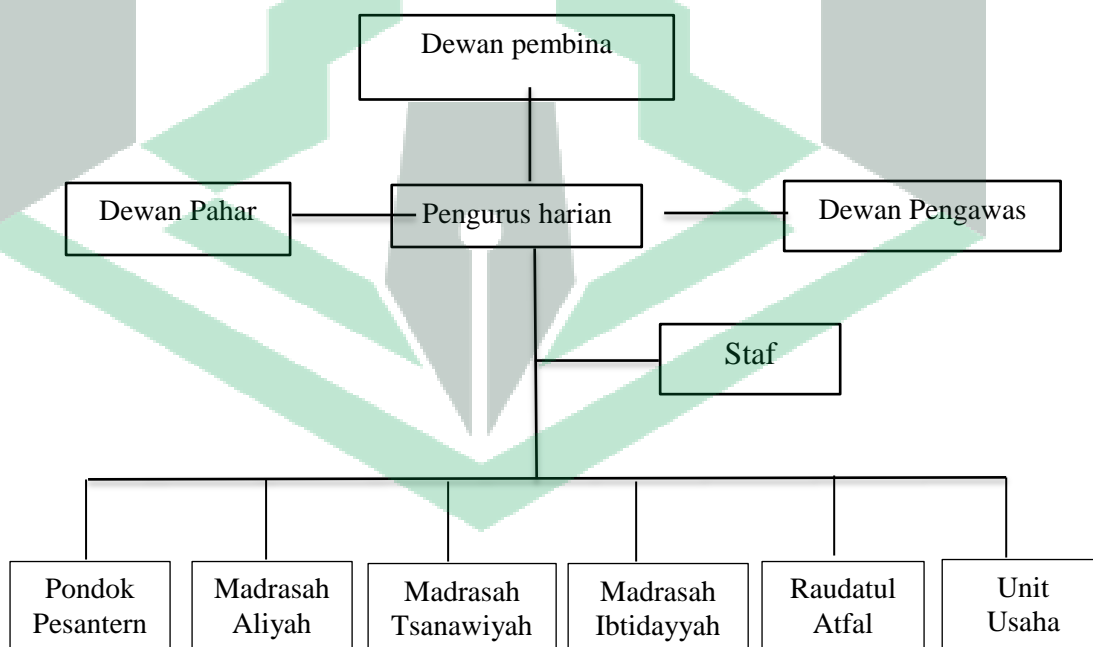 Dewan pembina
Dewan Pahar
Pengurus harian
Dewan Pengawas
Staf
Pondok
Pesantern
Madrasah
Aliyah
Madrasah
Tsanawiyah
Madrasah
Ibtidayyah
Raudatul
Atfal
Unit
Usaha